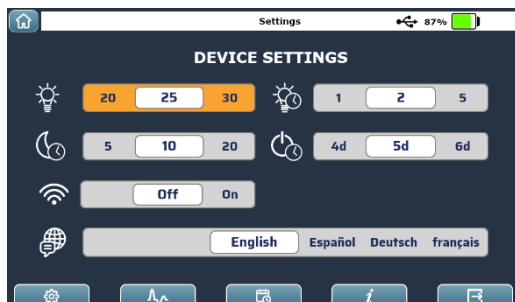 Settings
87%
DEVICE SETTINGS
20 25 30
1 2 5
5 10 20
4d 5d 6d
Off On
English Español Deutsch français
i